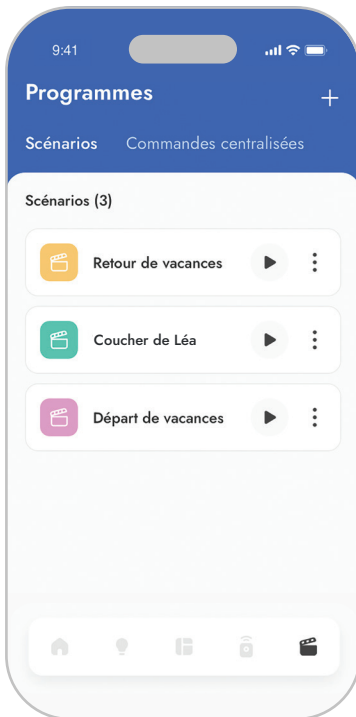 9:41
Programmes
Scénarios Commandes centralisées
Scénarios (3)
Retour de vacances
Coucher de Léa
Départ de vacances